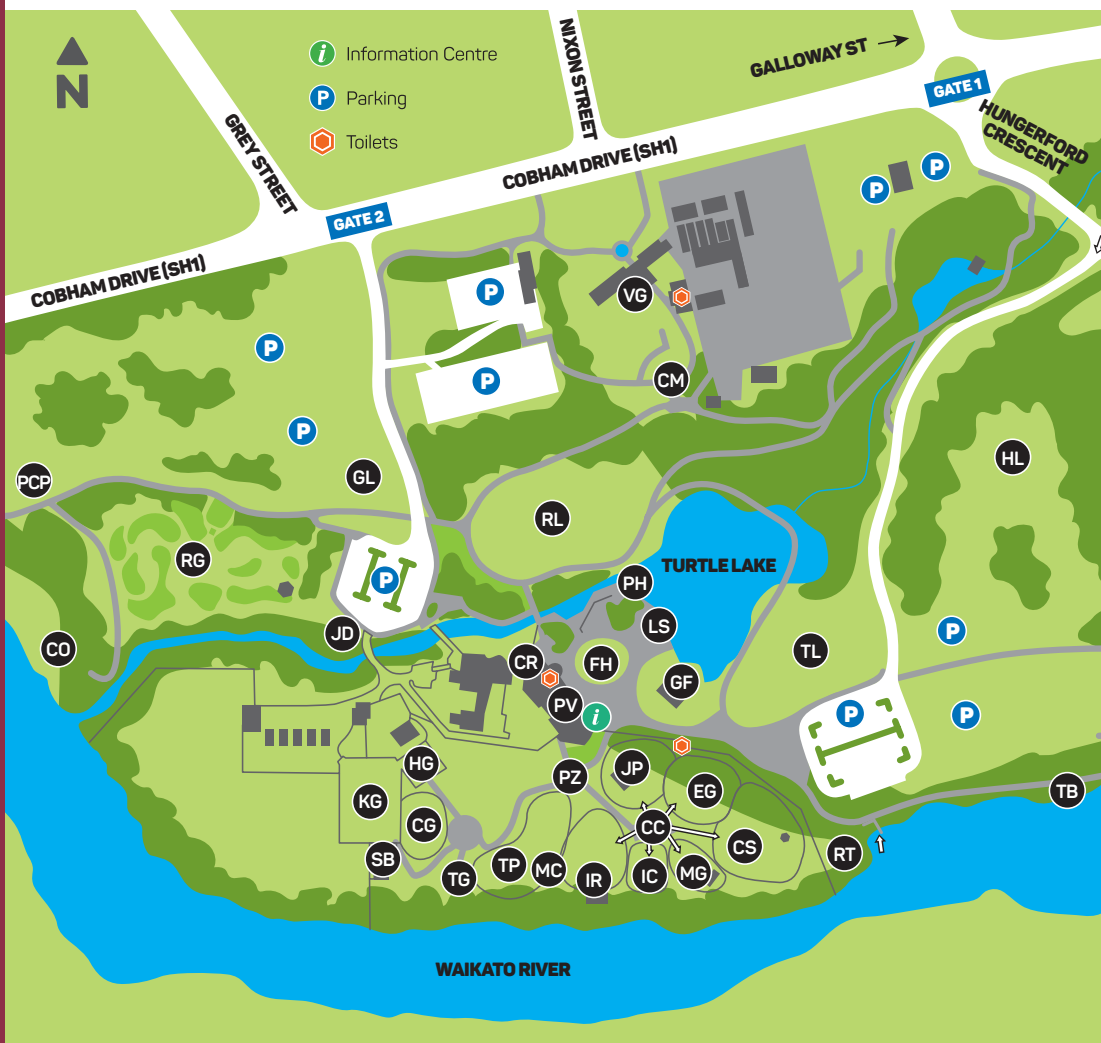 N
i Information Centre
P Parking
Toilets
NIXON STREET
GALLOWAY ST
GATE 1
HUNGERFORD
CRESCENT
GREY STREET
COBHAM DRIVE (SH1)
GATE 2
COBHAM DRIVE (SH1)
P
P
P
VG
P
P
CM
P
HL
PCP
GL
RL
RG
TURTLE LAKE
P
PH
LS
P
JD
CO
TL
CR
FH
GF
PV
i
P
P
HG
PZ
JP
EG
TB
KG
CG
CC
CS
RT
SB
TG
TP
MC
IR
IC
MG
WAIKATO RIVER